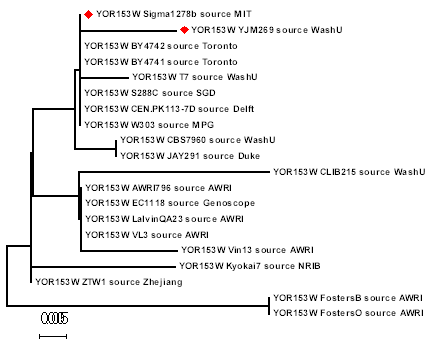 YOR153W Sigma1278b source MIT
YOR153W YJM269 source WashU
YOR153W BY4742 source Toronto
YOR153W BY4741 source Toronto
YOR153W T7 source WashU
YOR153W S288C source SGD
YOR153W CEN.PK113-7D source Delft
YOR153W W303 source MPG
YOR153W CBS7960 source WashU
YOR153W JAY291 source Duke
YOR153W CLIB215 source WashU
YOR153W AWRI796 source AWRI
YOR153W EC1118 source Genoscope
YOR153W LalvinQA23 source AWRI
YOR153W VL3 source AWRI
YOR153W Vin13 source AWRI
YOR153W Kyokai7 source NRIB
YOR153W ZTW1 source Zhejiang
YOR153W FostersB source AWRI
YOR153W FostersO source AWRI